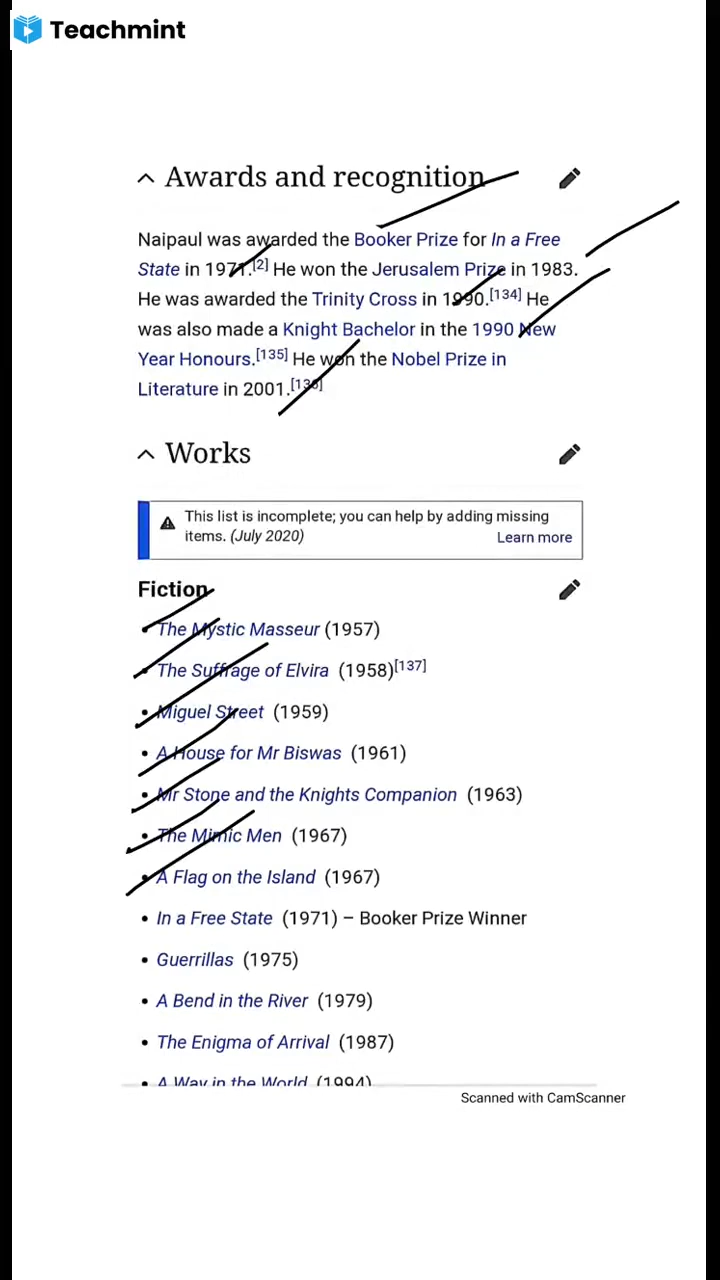 Teachmint
Awards and recognition
Naipaul was awarded the Booker Prize for In a Free
State in 1971.[2] He won the Jerusalem Prize in 1983.
He was awarded the Trinity Cross in 1990.[134] He
was also made a Knight Bachelor in the 1990 New
Year Honours.[135] He won the Nobel Prize in
Literature in 2001.[136]
Works
This list is incomplete; you can help by adding missing
items. (July 2020) Learn more
Fiction
• The Mystic Masseur (1957)
• The Suffrage of Elvira (1958)[137]
• Miguel Street (1959)
• A House for Mr Biswas (1961)
• Mr Stone and the Knights Companion (1963)
• The Mimic Men (1967)
• A Flag on the Island (1967)
• In a Free State (1971) – Booker Prize Winner
• Guerrillas (1975)
• A Bend in the River (1979)
• The Enigma of Arrival (1987)
• A Way in the World (1994)
Scanned with CamScanner